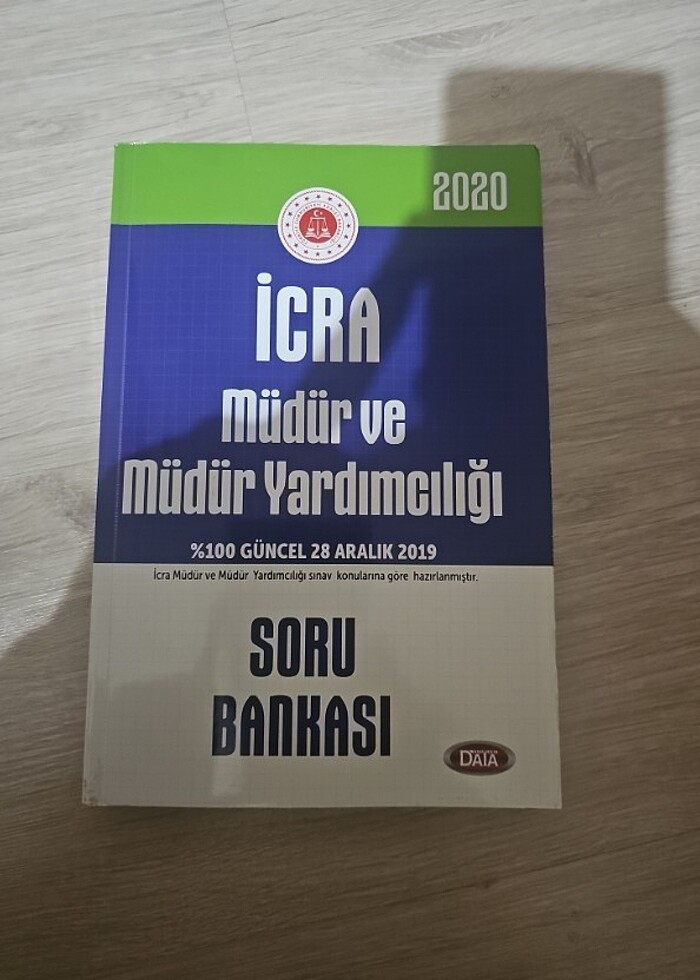 2020
İCRA
Müdür ve
Müdür Yardımcılığı
%100 GÜNCEL 28 ARALIK 2019
İcra Müdür ve Müdür Yardımcılığı sınav konularına göre hazırlanmıştır.
SORU
BANKASI
DATA